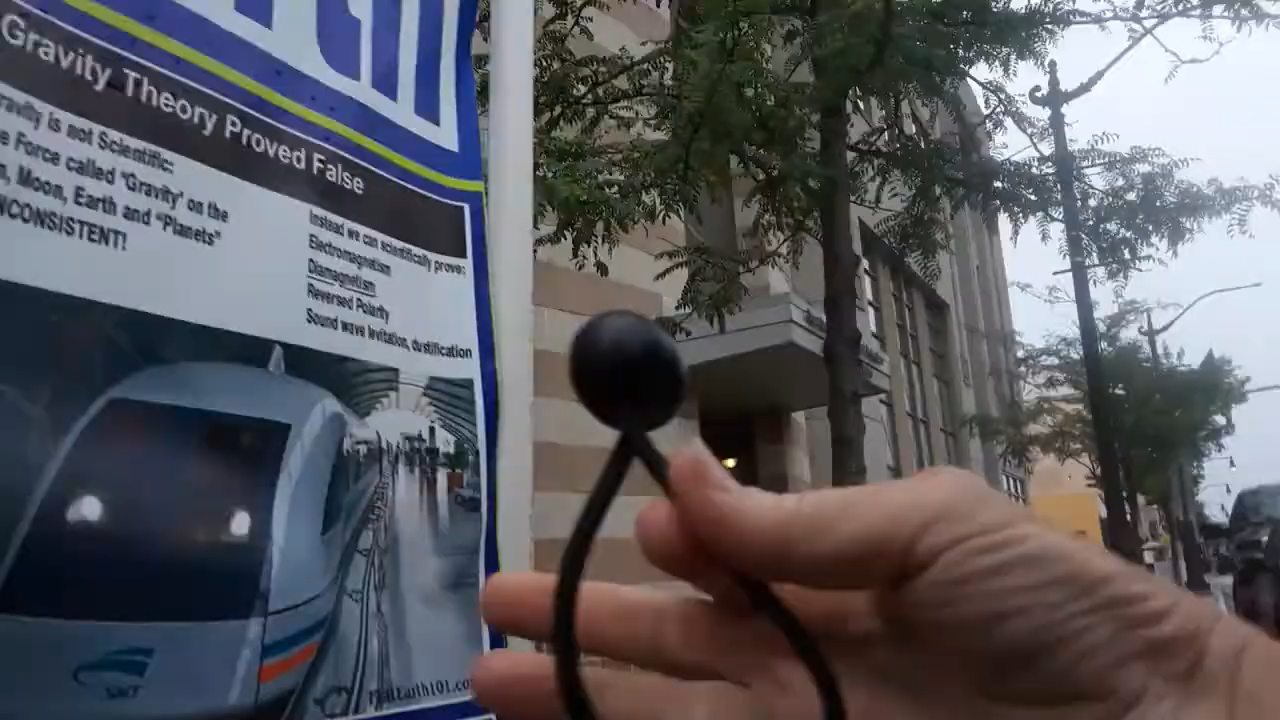 Gravity Theory Proved False
ravity is not Scientific:
e Force called 'Gravity' on the
n, Moon, Earth and "Planets"
NCONSISTENT!
Instead we can scientifically prove:
Electromagnetism
Diamagnetism
Reversed Polarity
Sound wave levitation, dustification
SMT
FlatEarth101.co